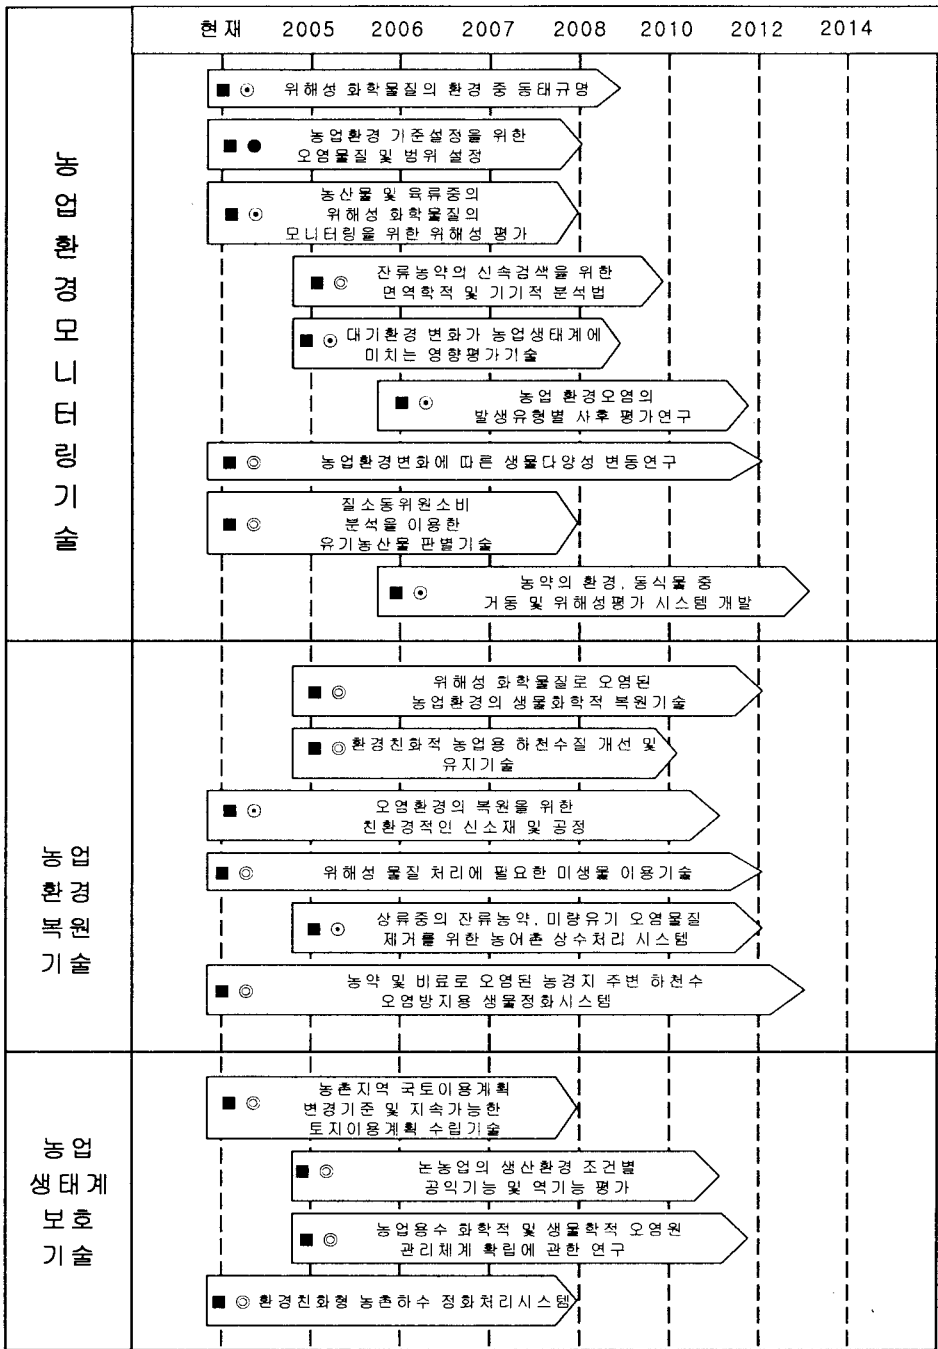 현재 2005 2006 2007 2008 2010 2012 2014
농업환경모니터링기술
■ ⊙ 위해성 화학물질의 환경 중 동태규명
■ ● 농업환경 기준설정을 위한
오염물질 및 범위 설정
■ ⊙ 농산물 및 육류중의
위해성 화학물질의
모니터링을 위한 위해성 평가
■ ◎ 잔류농약의 신속검색을 위한
면역학적 및 기기적 분석법
■ ⊙ 대기환경 변화가 농업생태계에
미치는 영향평가기술
■ ⊙ 농업 환경오염의
발생유형별 사후 평가연구
■ ◎ 농업환경변화에 따른 생물다양성 변동연구
■ ◎ 질소동위원소비
분석을 이용한
유기농산물 판별기술
■ ⊙ 농약의 환경, 동식물 중
거동 및 위해성평가 시스템 개발
농업
환경
복원
기술
■ ◎ 위해성 화학물질로 오염된
농업환경의 생물화학적 복원기술
■ ◎ 환경친화적 농업용 하천수질 개선 및
유지기술
■ ⊙ 오염환경의 복원을 위한
친환경적인 신소재 및 공정
■ ◎ 위해성 물질 처리에 필요한 미생물 이용기술
■ ⊙ 상류중의 잔류농약, 미량유기 오염물질
제거를 위한 농어촌 상수처리 시스템
■ ◎ 농약 및 비료로 오염된 농경지 주변 하천수
오염방지용 생물정화시스템
농업
생태계
보호
기술
■ ◎ 농촌지역 국토이용계획
변경기준 및 지속가능한
토지이용계획 수립기술
■ ◎ 논농업의 생산환경 조건별
공익기능 및 역기능 평가
■ ◎ 농업용수 화학적 및 생물학적 오염원
관리체계 확립에 관한 연구
■ ◎ 환경친화형 농촌하수 정화처리시스템